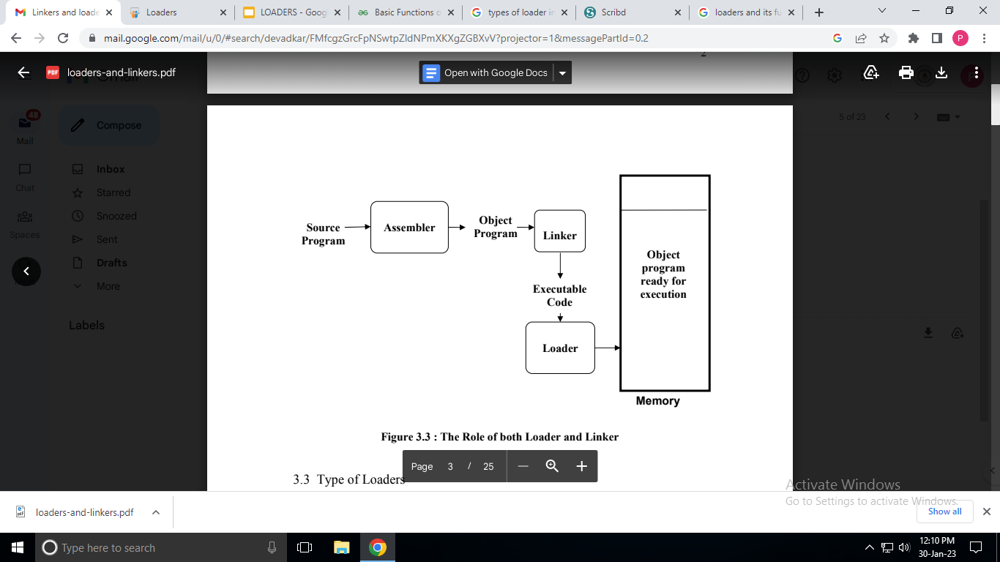 Linkers and loade
Loaders
LOADERS - Goog
Basic Functions o
types of loader in
Scribd
loaders and its fu
mail.google.com/mail/u/0/#search/devadkar/FMfcgzGrcFpNSwtpZldNPmXKXgZGBXvV?projector=1&messagePartId=0.2
P
2
PDF loaders-and-linkers.pdf
Open with Google Docs
48
Mail
Compose
5 of 23
Chat
Inbox
Starred
Snoozed
Spaces
Sent
Drafts
More
Labels
Source
Program
Assembler
Object
Program
Linker
Executable
Code
Loader
Object
program
ready for
execution
Memory
Figure 3.3 : The Role of both Loader and Linker
Page 3 / 25
3.3 Type of Loaders
Activate Windows
Go to Settings to activate Windows.
loaders-and-linkers.pdf
Show all
Type here to search
12:10 PM
30-Jan-23